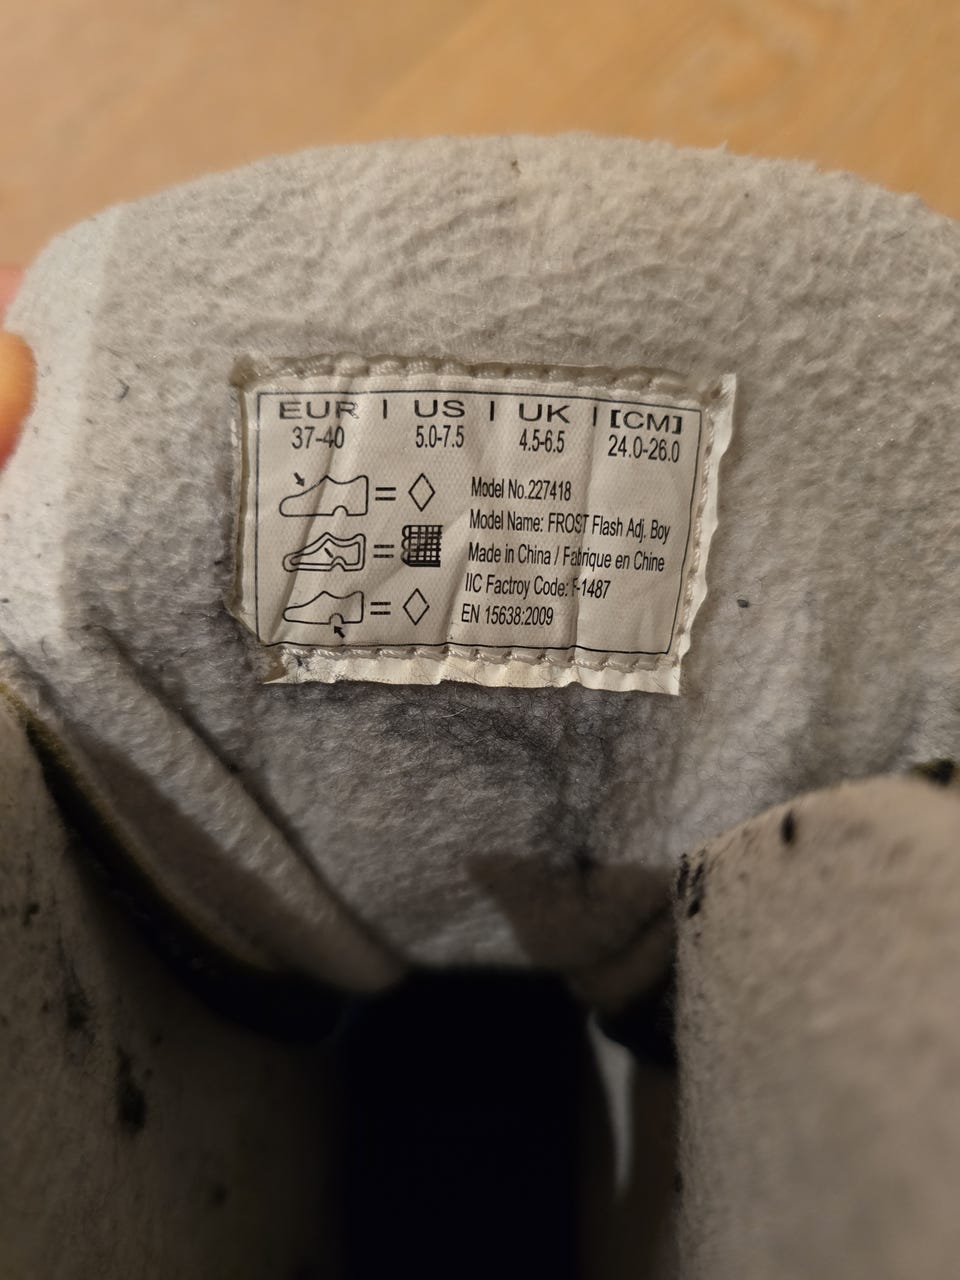 EUR | US | UK | [CM]
37-40 5.0-7.5 4.5-6.5 24.0-26.0
Model No.227418
Model Name: FROST Flash Adj. Boy
Made in China / Fabrique en Chine
IIC Factroy Code: F-1487
EN 15638:2009